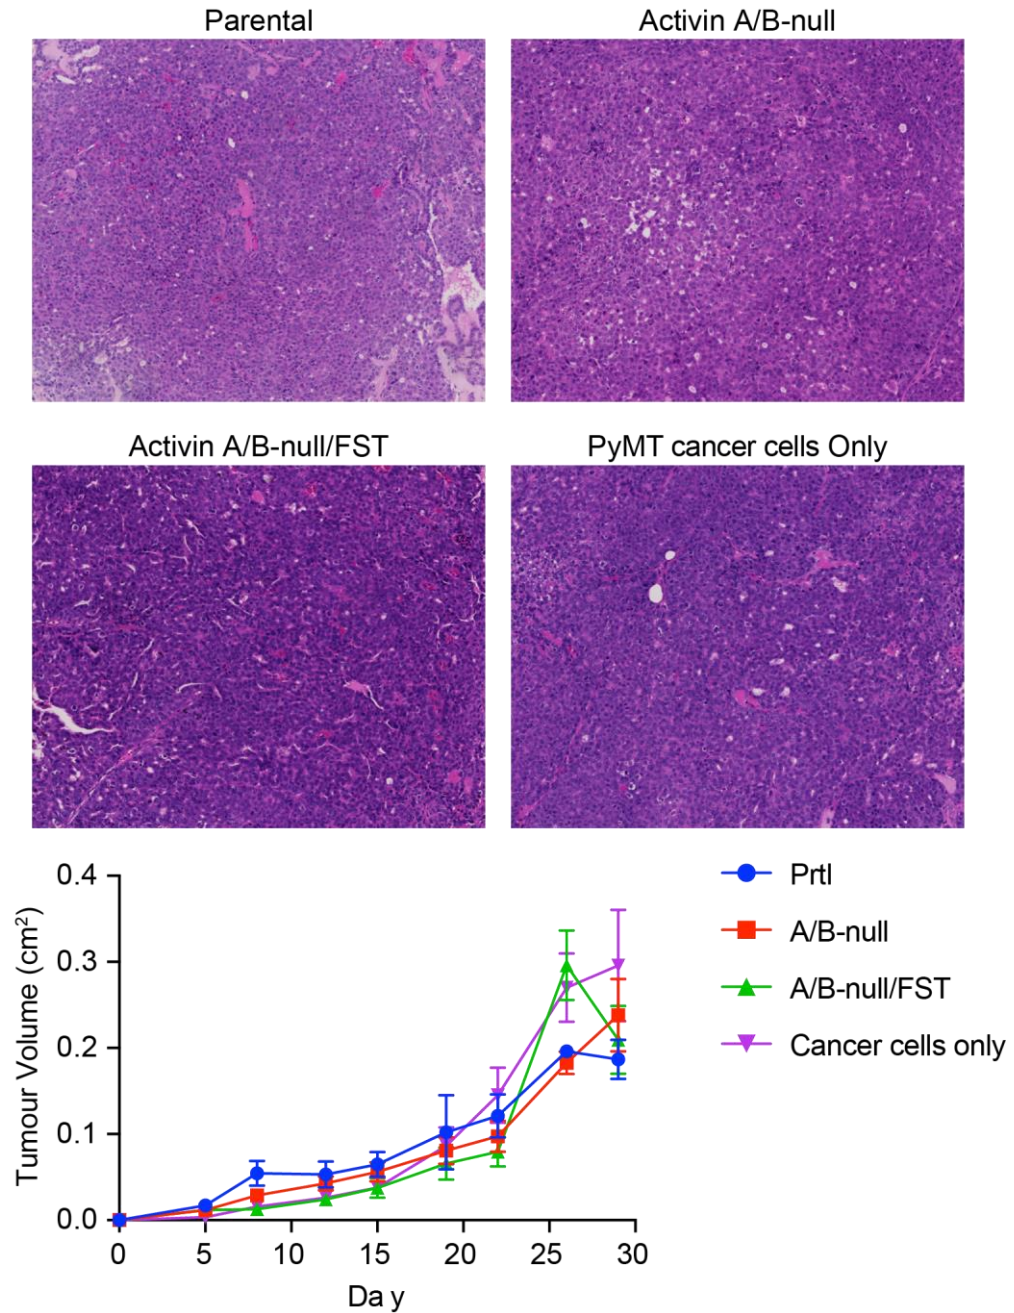 Parental
Activin A/B-null
Activin A/B-null/FST
PyMT cancer cells Only
Tumour Volume (cm²)
0.4
0.3
0.2
0.1
0.0
0
5
10
15
20
25
30
Da y
Prtl
A/B-null
A/B-null/FST
Cancer cells only